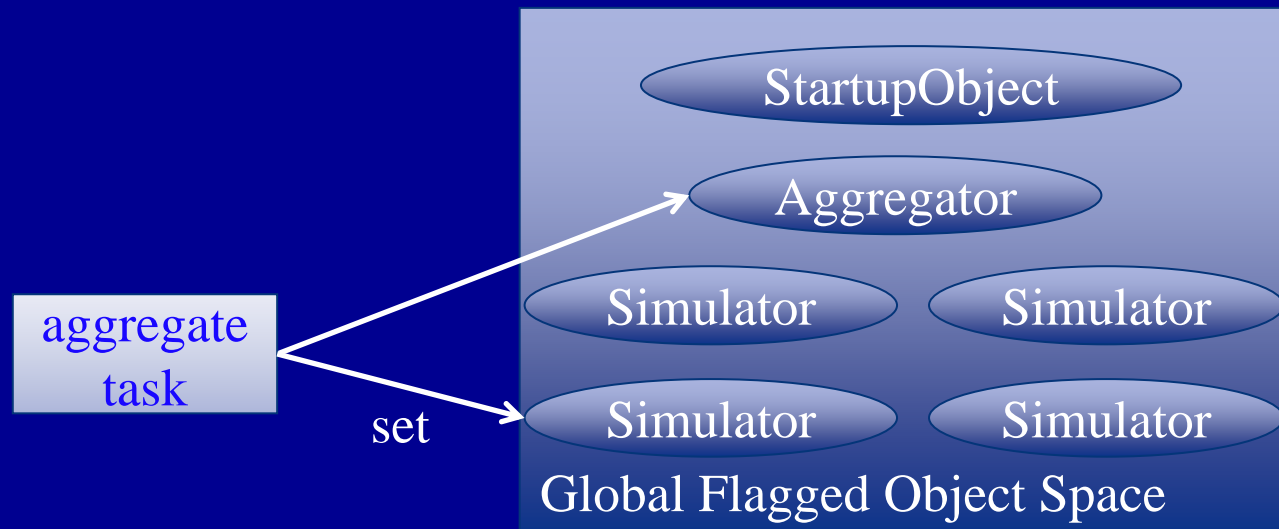 StartupObject
Aggregator
Simulator Simulator
aggregate
task
set
Simulator Simulator
Global Flagged Object Space